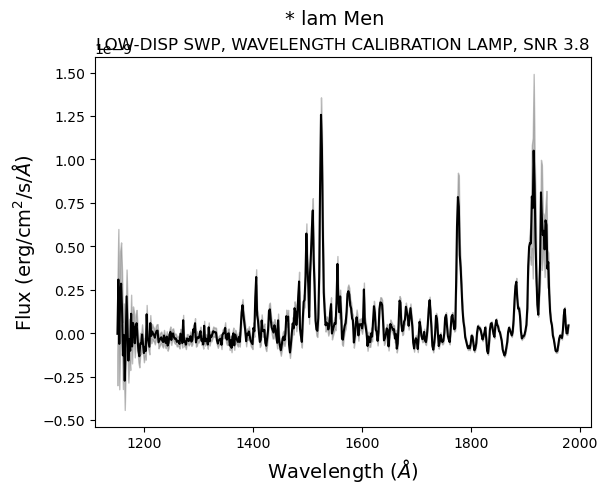 * lam Men
LOW-DISP SWP, WAVELENGTH CALIBRATION LAMP, SNR 3.8
1.50
1.25
1.00
0.75
0.50
0.25
0.00
−0.25
−0.50
Flux (erg/cm²/s/Å)
1200 1400 1600 1800 2000
Wavelength (Å)